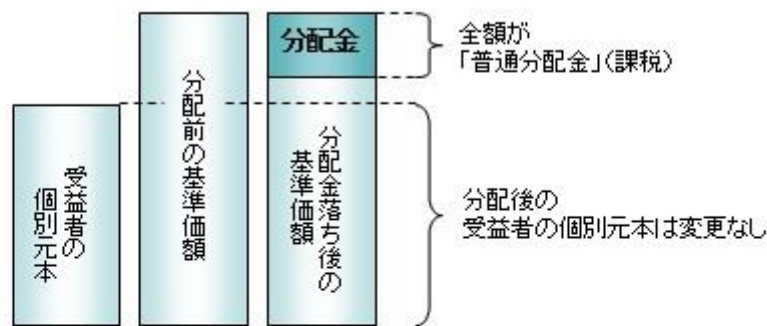 受益者の
個別元本
分配前の基準価額
分配金
分配金落ち後の
基準価額
全額が
「普通分配金」(課税)
分配後の
受益者の個別元本は変更なし